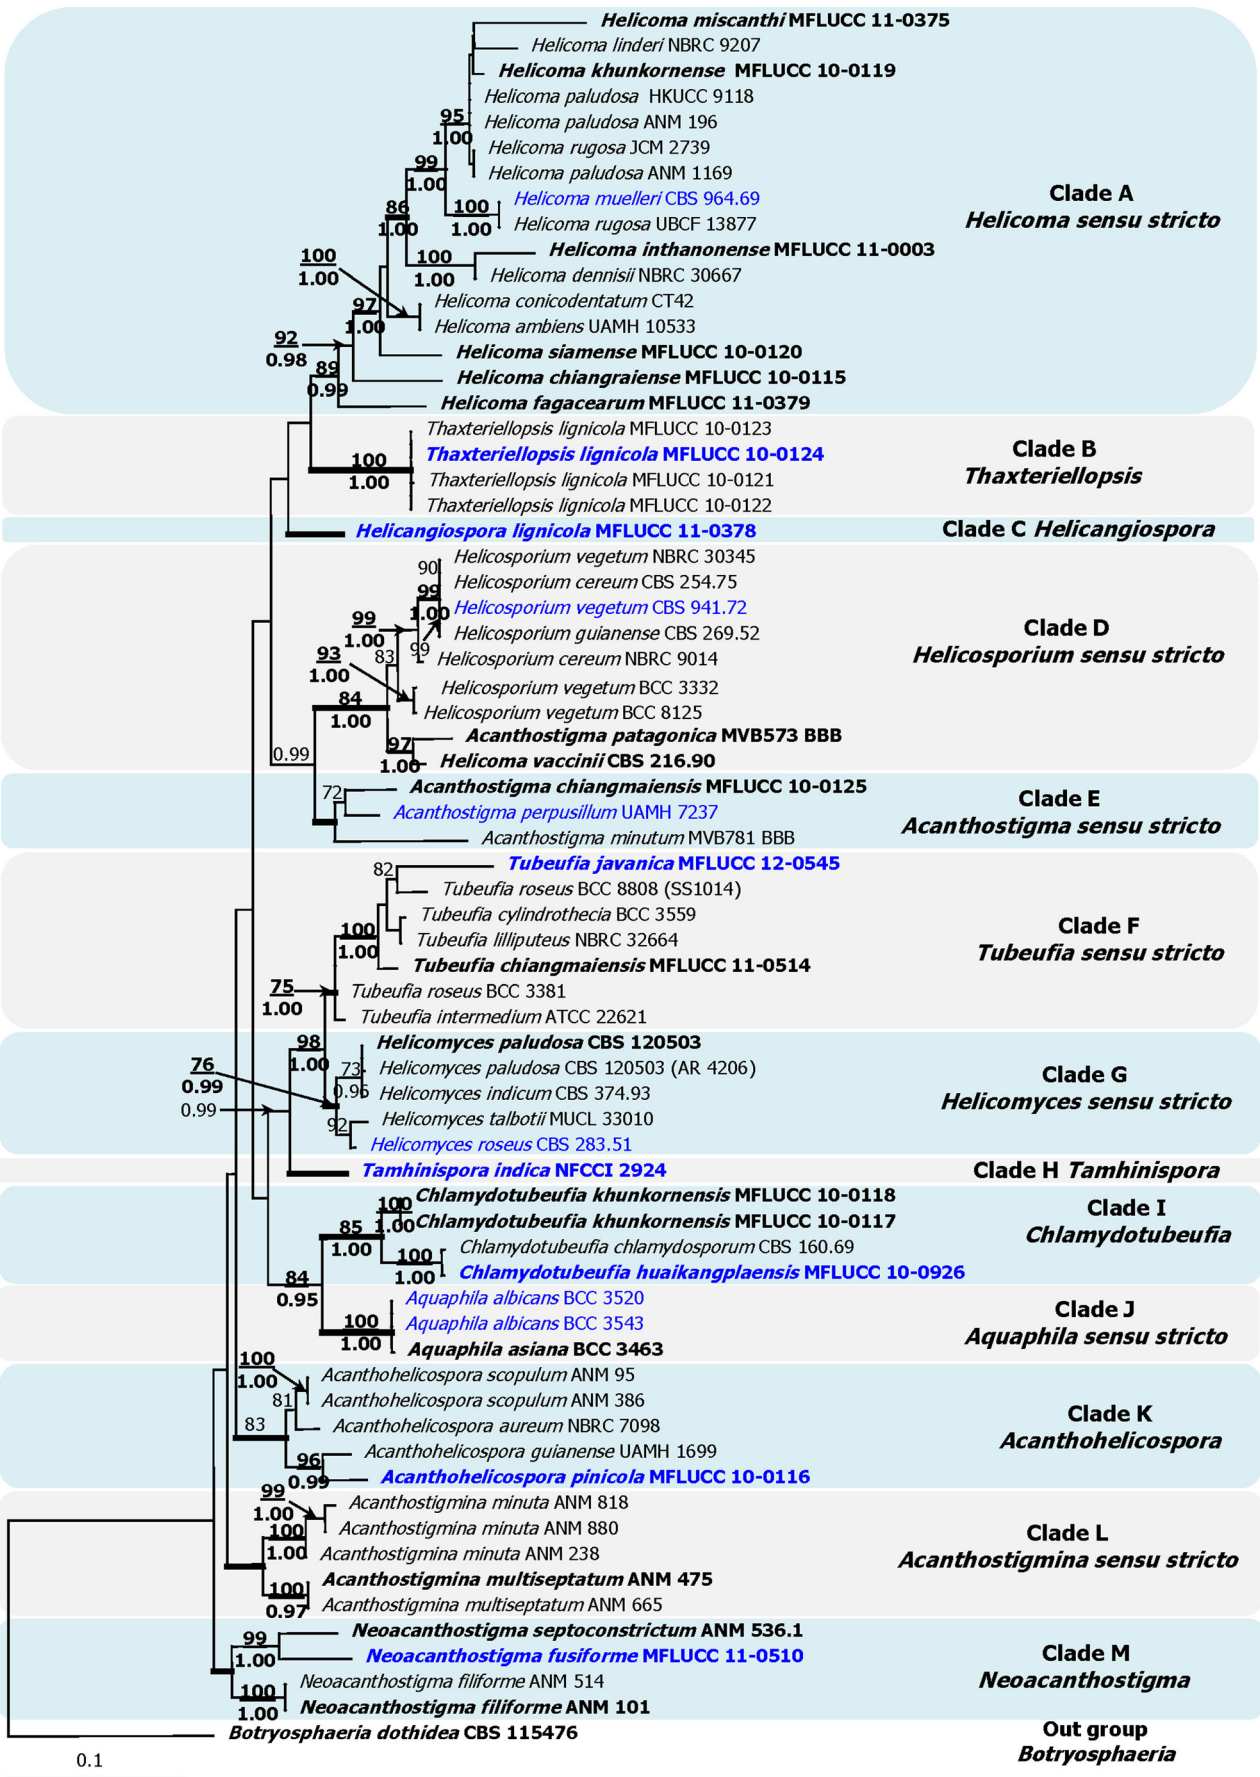 Helicoma miscanthi MFLUCC 11-0375
Helicoma linderi NBRC 9207
Helicoma khunkornense MFLUCC 10-0119
Helicoma paludosa HKUCC 9118
95
Helicoma paludosa ANM 196
1.00
Helicoma rugosa JCM 2739
99
Helicoma paludosa ANM 1169
1.00
Clade A
Helicoma muelleri CBS 964.69
100
Helicoma sensu stricto
86
Helicoma rugosa UBCF 13877
1.00
1.00
Helicoma inthanonense MFLUCC 11-0003
100
100
Helicoma dennisii NBRC 30667
1.00
1.00
Helicoma conicodentatum CT42
97
Helicoma ambiens UAMH 10533
1.00
92
Helicoma siamense MFLUCC 10-0120
0.98
89
Helicoma chiangraiense MFLUCC 10-0115
0.99
Helicoma fagacearum MFLUCC 11-0379
Thaxteriellopsis lignicola MFLUCC 10-0123
Clade B
Thaxteriellopsis lignicola MFLUCC 10-0124
100
Thaxteriellopsis
Thaxteriellopsis lignicola MFLUCC 10-0121
1.00
Thaxteriellopsis lignicola MFLUCC 10-0122
Helicangiospora lignicola MFLUCC 11-0378
Clade C Helicangiospora
Helicosporium vegetum NBRC 30345
90
Helicosporium cereum CBS 254.75
99
Helicosporium vegetum CBS 941.72
1.00
99
Clade D
Helicosporium guianense CBS 269.52
1.00
99
Helicosporium sensu stricto
93
83
Helicosporium cereum NBRC 9014
1.00
Helicosporium vegetum BCC 3332
84
Helicosporium vegetum BCC 8125
1.00
Acanthostigma patagonica MVB573 BBB
97
0.99
Helicoma vaccinii CBS 216.90
1.00
Acanthostigma chiangmaiensis MFLUCC 10-0125
72
Clade E
Acanthostigma perpusillum UAMH 7237
Acanthostigma sensu stricto
Acanthostigma minutum MVB781 BBB
Tubeufia javanica MFLUCC 12-0545
82
Tubeufia roseus BCC 8808 (SS1014)
Tubeufia cylindrothecia BCC 3559
Clade F
100
Tubeufia lilliputeus NBRC 32664
1.00
Tubeufia sensu stricto
Tubeufia chiangmaiensis MFLUCC 11-0514
75
Tubeufia roseus BCC 3381
1.00
Tubeufia intermedium ATCC 22621
98
Helicomyces paludosa CBS 120503
76
1.00
73
Helicomyces paludosa CBS 120503 (AR 4206)
Clade G
0.99
0.96
Helicomyces indicum CBS 374.93
Helicomyces sensu stricto
0.99
92
Helicomyces talbotii MUCL 33010
Helicomyces roseus CBS 283.51
Tamhinispora indica NFCCI 2924
Clade H Tamhinispora
Chlamydotubeufia khunkornensis MFLUCC 10-0118
100
Clade I
85
1.00
Chlamydotubeufia khunkornensis MFLUCC 10-0117
Chlamydotubeufia
1.00
100
Chlamydotubeufia chlamydosporum CBS 160.69
1.00
Chlamydotubeufia huaikangplaensis MFLUCC 10-0926
84
0.95
Aquaphila albicans BCC 3520
Clade J
100
Aquaphila albicans BCC 3543
Aquaphila sensu stricto
1.00
Aquaphila asiana BCC 3463
100
Acanthohelicospora scopulum ANM 95
1.00
81
Acanthohelicospora scopulum ANM 386
Clade K
83
Acanthohelicospora aureum NBRC 7098
Acanthohelicospora
Acanthohelicospora guianense UAMH 1699
96
0.99
Acanthohelicospora pinicola MFLUCC 10-0116
99
Acanthostigmina minuta ANM 818
1.00
100
Acanthostigmina minuta ANM 880
Clade L
1.00
Acanthostigmina minuta ANM 238
Acanthostigmina sensu stricto
Acanthostigmina multiseptatum ANM 475
100
0.97
Acanthostigmina multiseptatum ANM 665
Neoacanthostigma septoconstrictum ANM 536.1
99
Clade M
1.00
Neoacanthostigma fusiforme MFLUCC 11-0510
Neoacanthostigma
Neoacanthostigma filiforme ANM 514
100
1.00
Neoacanthostigma filiforme ANM 101
Botryosphaeria dothidea CBS 115476
Out group
Botryosphaeria
0.1